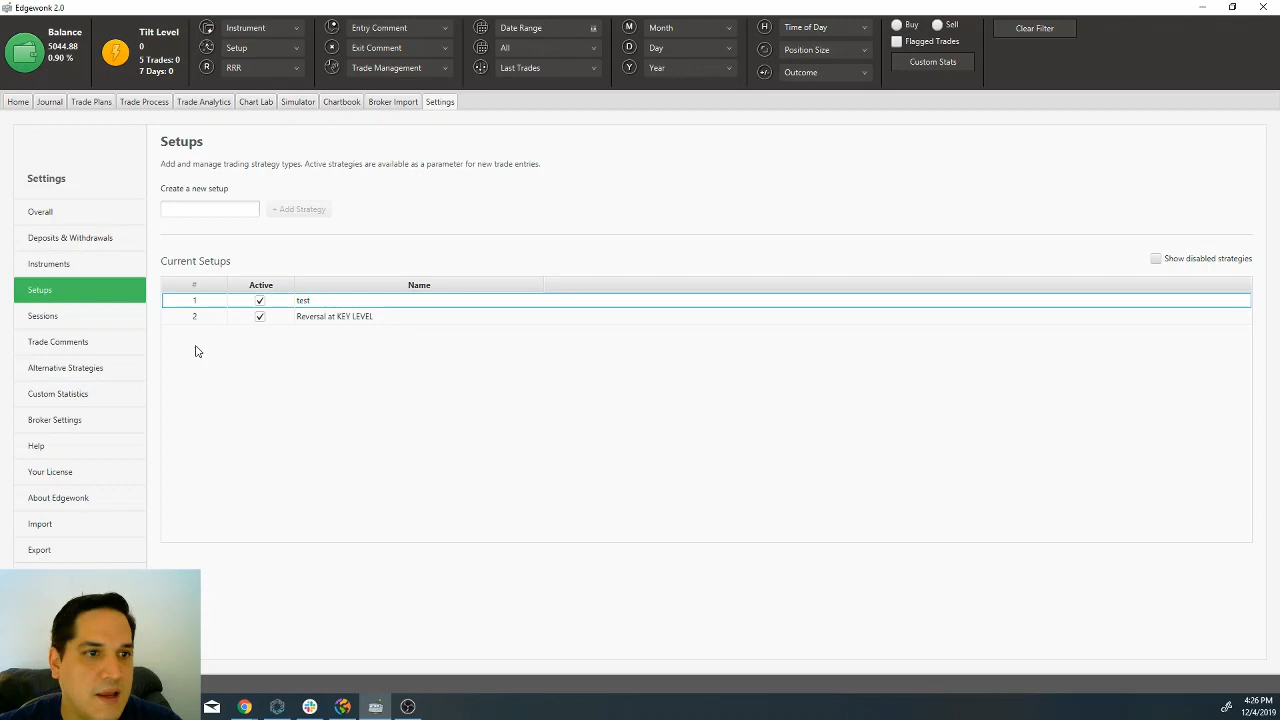 Edgewonk 2.0
Balance
5044.88
0.90 %
Tilt Level
0
5 Trades: 0
7 Days: 0
Instrument
Setup
R
RRR
Entry Comment
Exit Comment
Trade Management
Date Range
All
Last Trades
M
Month
D
Day
Y
Year
H
Time of Day
Position Size
+/-
Outcome
Buy
Sell
Flagged Trades
Custom Stats
Clear Filter
Home
Journal
Trade Plans
Trade Process
Trade Analytics
Chart Lab
Simulator
Chartbook
Broker Import
Settings
Settings
Overall
Deposits & Withdrawals
Instruments
Setups
Sessions
Trade Comments
Alternative Strategies
Custom Statistics
Broker Settings
Help
Your License
About Edgewonk
Import
Export
Setups
Add and manage trading strategy types. Active strategies are available as a parameter for new trade entries.
Create a new setup
+ Add Strategy
Current Setups
Show disabled strategies
# Active Name
1 test
2 Reversal at KEY LEVEL
4:26 PM
12/4/2019